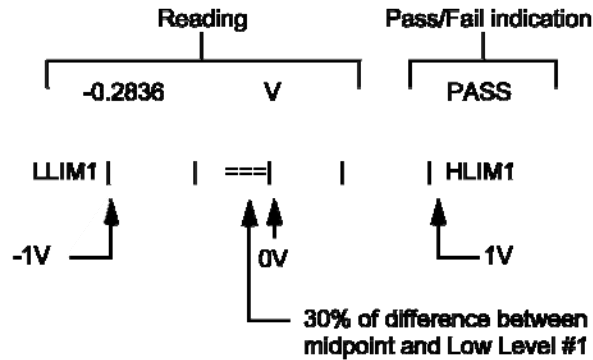 Reading Pass/Fail indication
-0.2836 V PASS
LLIM1 | | ===| | | HLIM1
-1V 0V 1V
30% of difference between
midpoint and Low Level #1